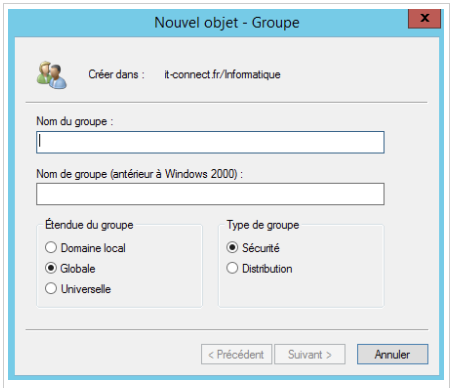 Nouvel objet - Groupe
x
Créer dans : it-connect.fr/Informatique
Nom du groupe :
Nom de groupe (antérieur à Windows 2000) :
Étendue du groupe
Domaine local
Globale
Universelle
Type de groupe
Sécurité
Distribution
< Précédent Suivant > Annuler